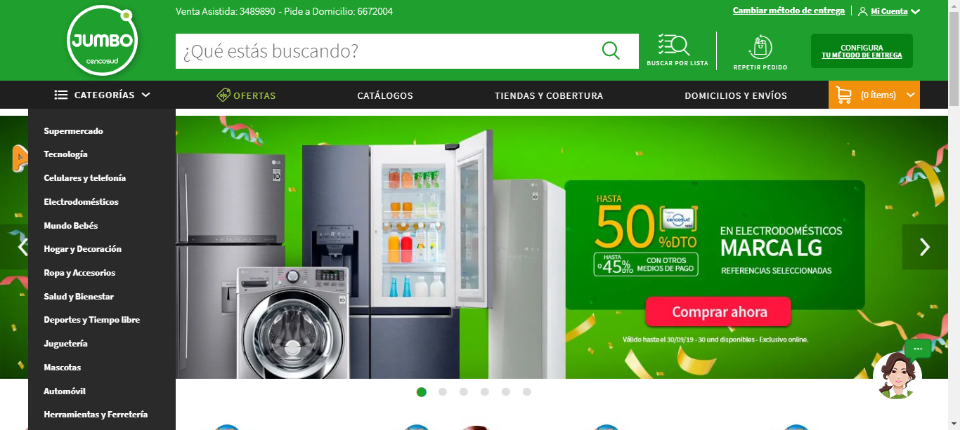 Venta Asistida: 3489890 - Pide a Domicilio: 6672004
Cambiar método de entrega
Mi Cuenta
JUMBO
cencosud
¿Qué estás buscando?
BUSCAR POR LISTA
REPETIR PEDIDO
CONFIGURA
TU MÉTODO DE ENTREGA
CATEGORÍAS
OFERTAS
CATÁLOGOS
TIENDAS Y COBERTURA
DOMICILIOS Y ENVÍOS
(0 ítems)
Supermercado
Tecnología
Celulares y telefonía
Electrodomésticos
Mundo Bebés
Hogar y Decoración
Ropa y Accesorios
Salud y Bienestar
Deportes y Tiempo libre
Juguetería
Mascotas
Automóvil
Herramientas y Ferretería
HASTA
50 %DTO
cencosud
HASTA
o 45% DTO
CON OTROS
MEDIOS DE PAGO
EN ELECTRODOMÉSTICOS
MARCA LG
REFERENCIAS SELECCIONADAS
Comprar ahora
Válido hasta el 30/09/19 - 30 und disponibles - Exclusivo online.